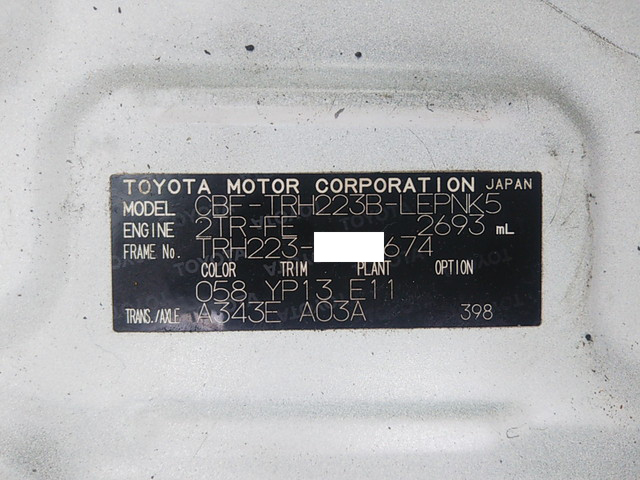 TOYOTA MOTOR CORPORATION JAPAN
MODEL CBF-TRH223B-LEPNK5
ENGINE 2TR-FE 2693 mL
FRAME No. TRH223- 674
COLOR TRIM PLANT OPTION
058 YP13 E11
TRANS./AXLE A343E A03A 398